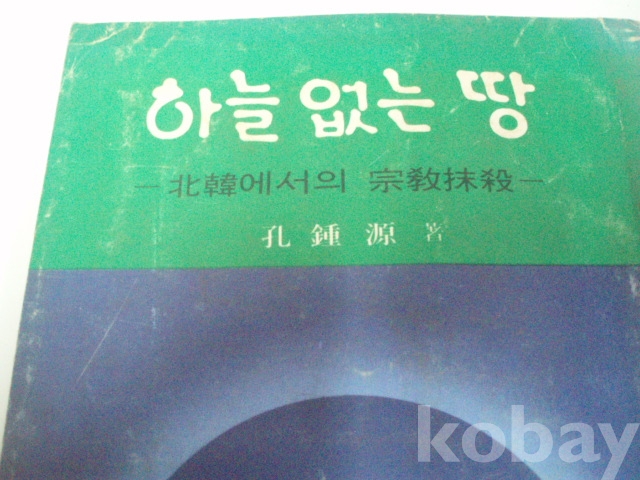 하늘 없는 땅
-北韓에서의 宗敎抹殺-
孔鍾源 著
kobay